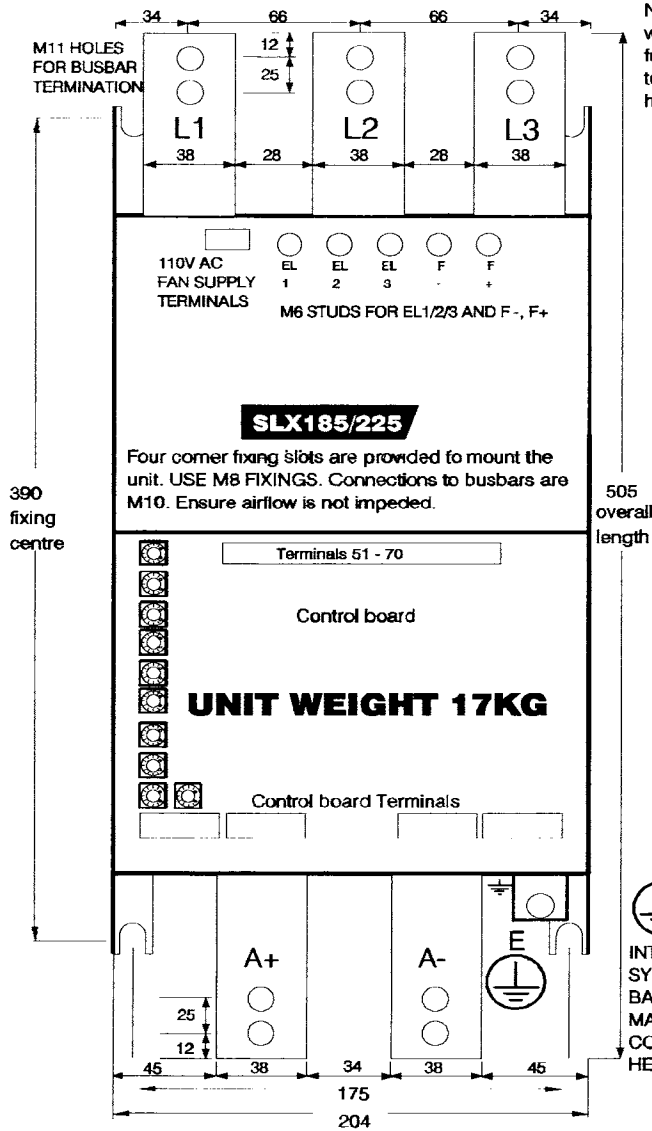 34 66 66 34
M11 HOLES
FOR BUSBAR
TERMINATION
12
25
L1 L2 L3
38 28 38 28 38
110V AC
FAN SUPPLY
TERMINALS
EL EL EL F F
1 2 3 - +
M6 STUDS FOR EL1/2/3 AND F -, F+
SLX185/225
Four corner fixing slots are provided to mount the
unit. USE M8 FIXINGS. Connections to busbars are
M10. Ensure airflow is not impeded.
390
fixing
centre
505
overall
length
Terminals 51 - 70
Control board
UNIT WEIGHT 17KG
Control board Terminals
A+ A- E
25
12
45 38 34 38 45
175
204